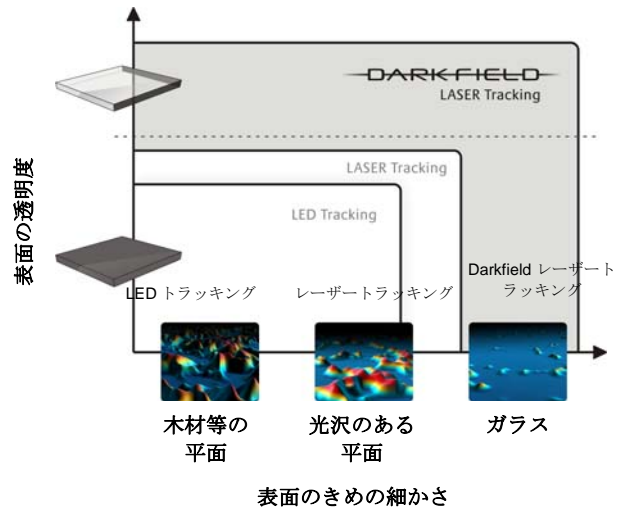 DARKFIELD
LASER Tracking
LASER Tracking
LED Tracking
表面の透明度
LED トラッキング
レーザートラッキング
Darkfield レーザート
ラッキング
木材等の
平面
光沢のある
平面
ガラス
表面のきめの細かさ